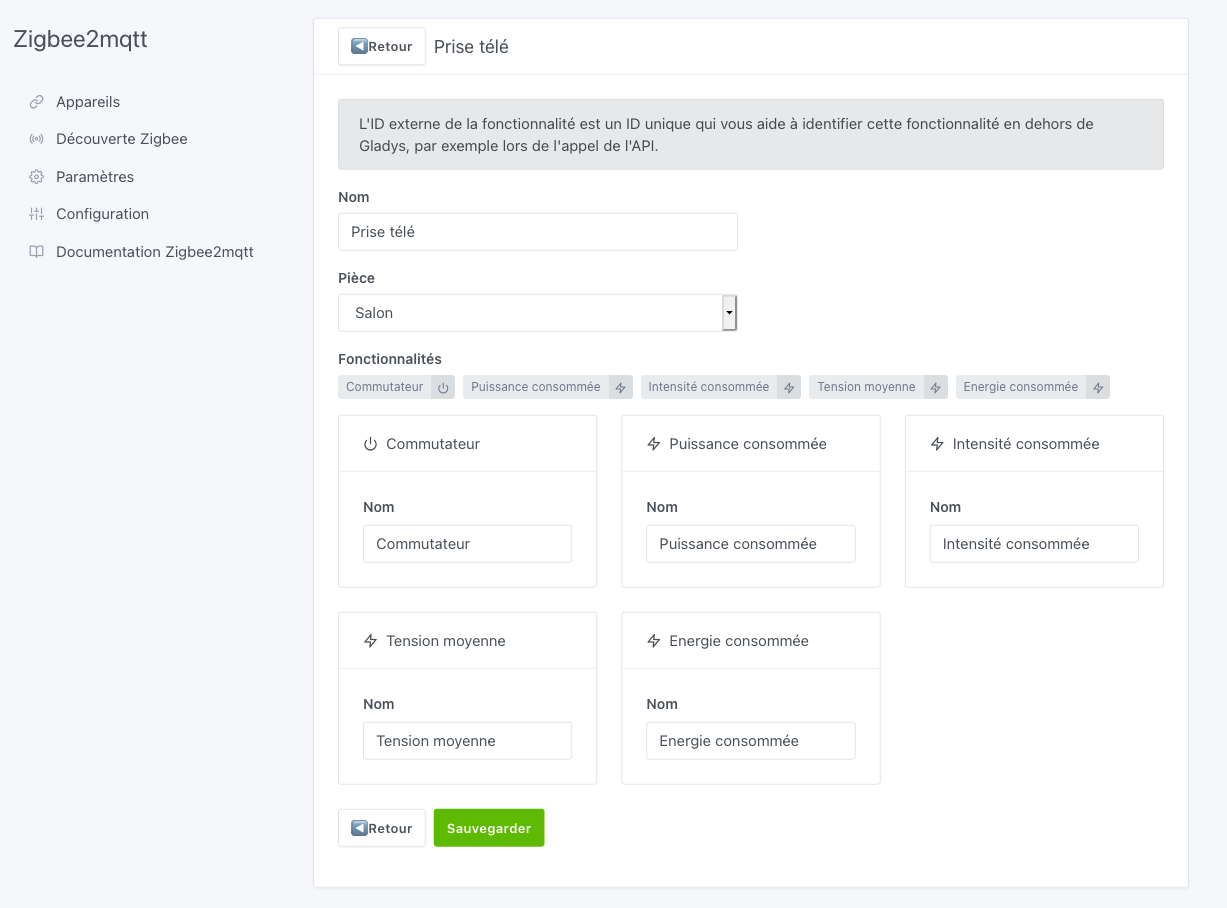 Zigbee2mqtt
Appareils
Découverte Zigbee
Paramètres
Configuration
Documentation Zigbee2mqtt
Retour
Prise télé
L'ID externe de la fonctionnalité est un ID unique qui vous aide à identifier cette fonctionnalité en dehors de
Gladys, par exemple lors de l'appel de l'API.
Nom
Prise télé
Pièce
Salon
Fonctionnalités
Commutateur Puissance consommée Intensité consommée Tension moyenne Energie consommée
Commutateur
Nom
Commutateur
Puissance consommée
Nom
Puissance consommée
Intensité consommée
Nom
Intensité consommée
Tension moyenne
Nom
Tension moyenne
Energie consommée
Nom
Energie consommée
Retour
Sauvegarder